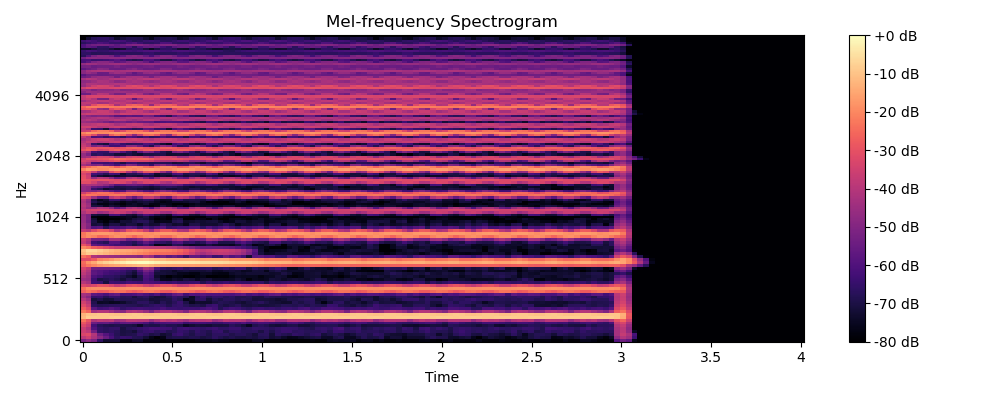 Mel-frequency Spectrogram
Hz
4096
2048
1024
512
0
0
0.5
1
1.5
2
2.5
3
3.5
4
Time
+0 dB
-10 dB
-20 dB
-30 dB
-40 dB
-50 dB
-60 dB
-70 dB
-80 dB